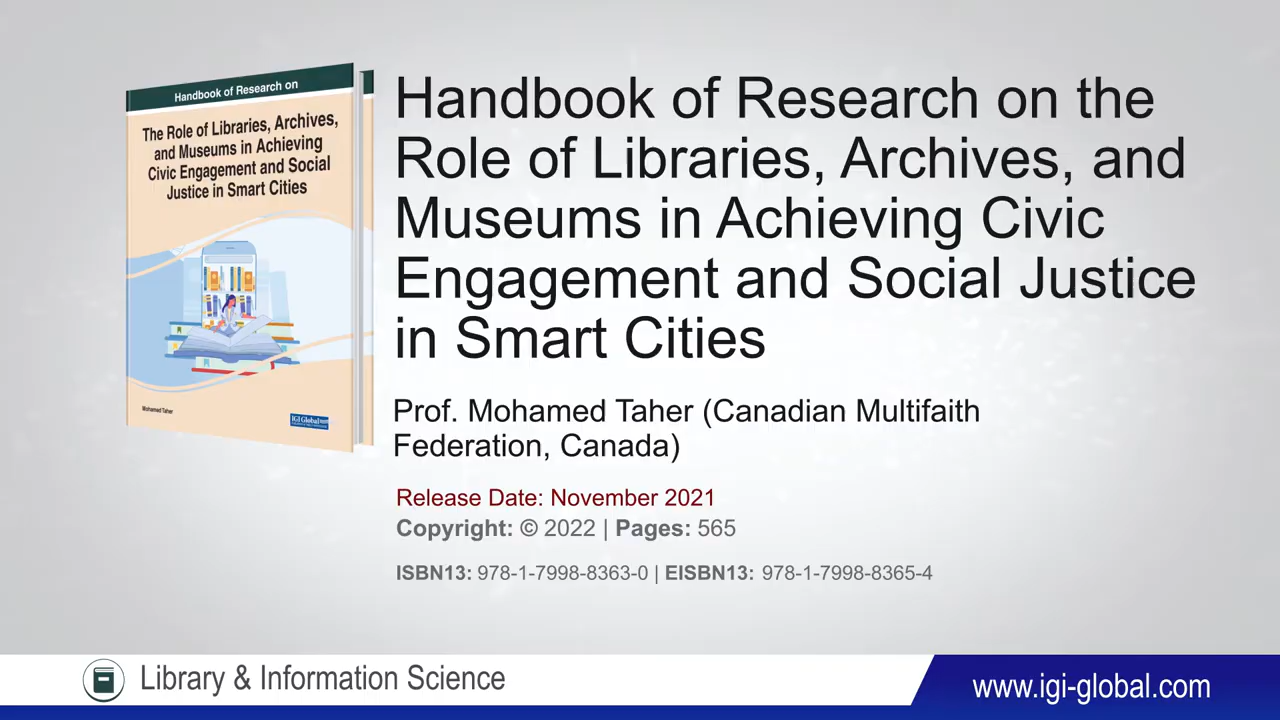 Handbook of Research on
The Role of Libraries, Archives,
and Museums in Achieving
Civic Engagement and Social
Justice in Smart Cities
Mohamed Taher
IGI Global
Handbook of Research on the
Role of Libraries, Archives, and
Museums in Achieving Civic
Engagement and Social Justice
in Smart Cities
Prof. Mohamed Taher (Canadian Multifaith
Federation, Canada)
Release Date: November 2021
Copyright: © 2022 | Pages: 565
ISBN13: 978-1-7998-8363-0 | EISBN13: 978-1-7998-8365-4
Library & Information Science
www.igi-global.com